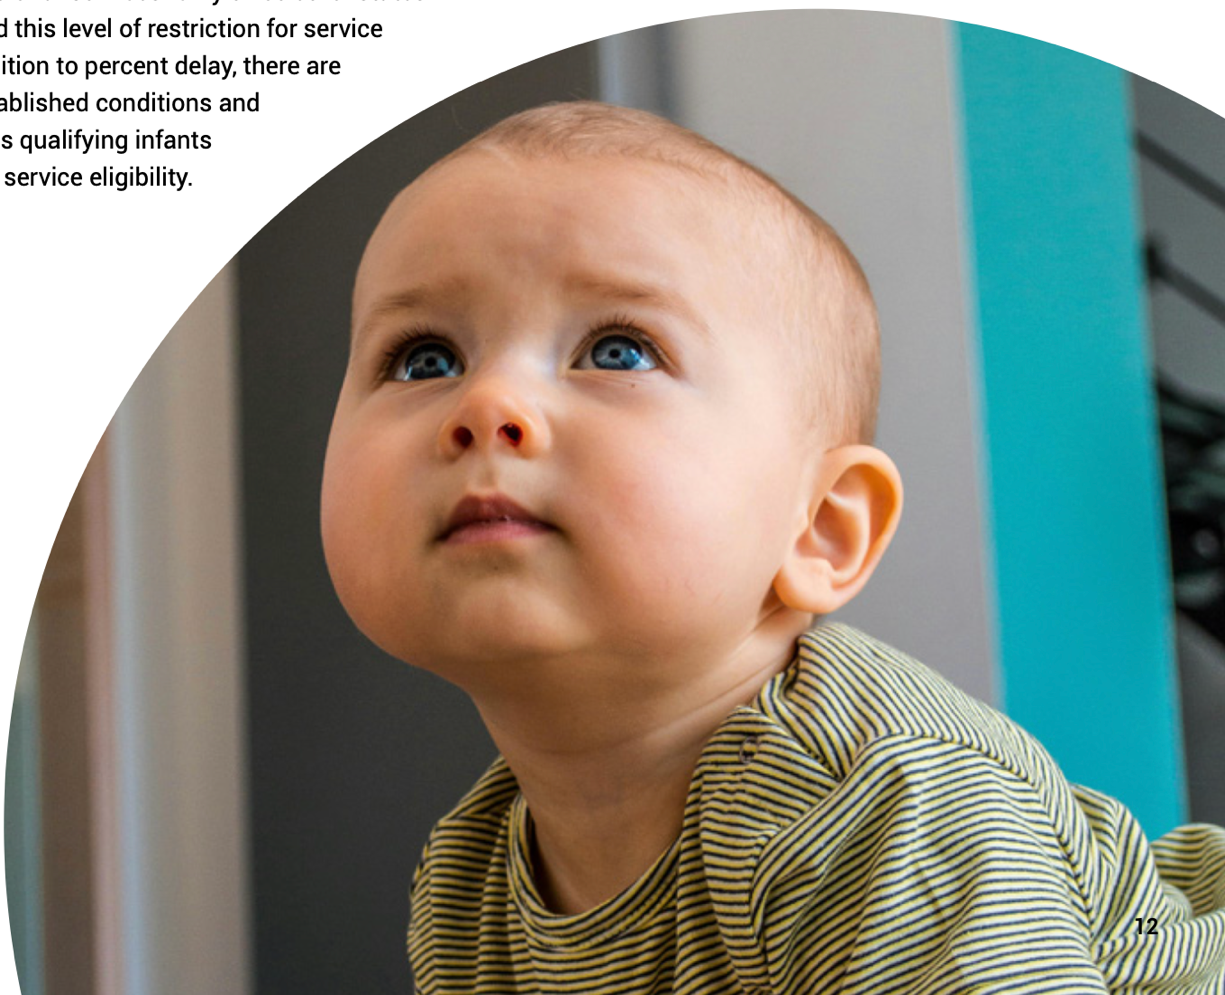 d this level of restriction for service
ition to percent delay, there are
ablished conditions and
s qualifying infants
service eligibility.
12